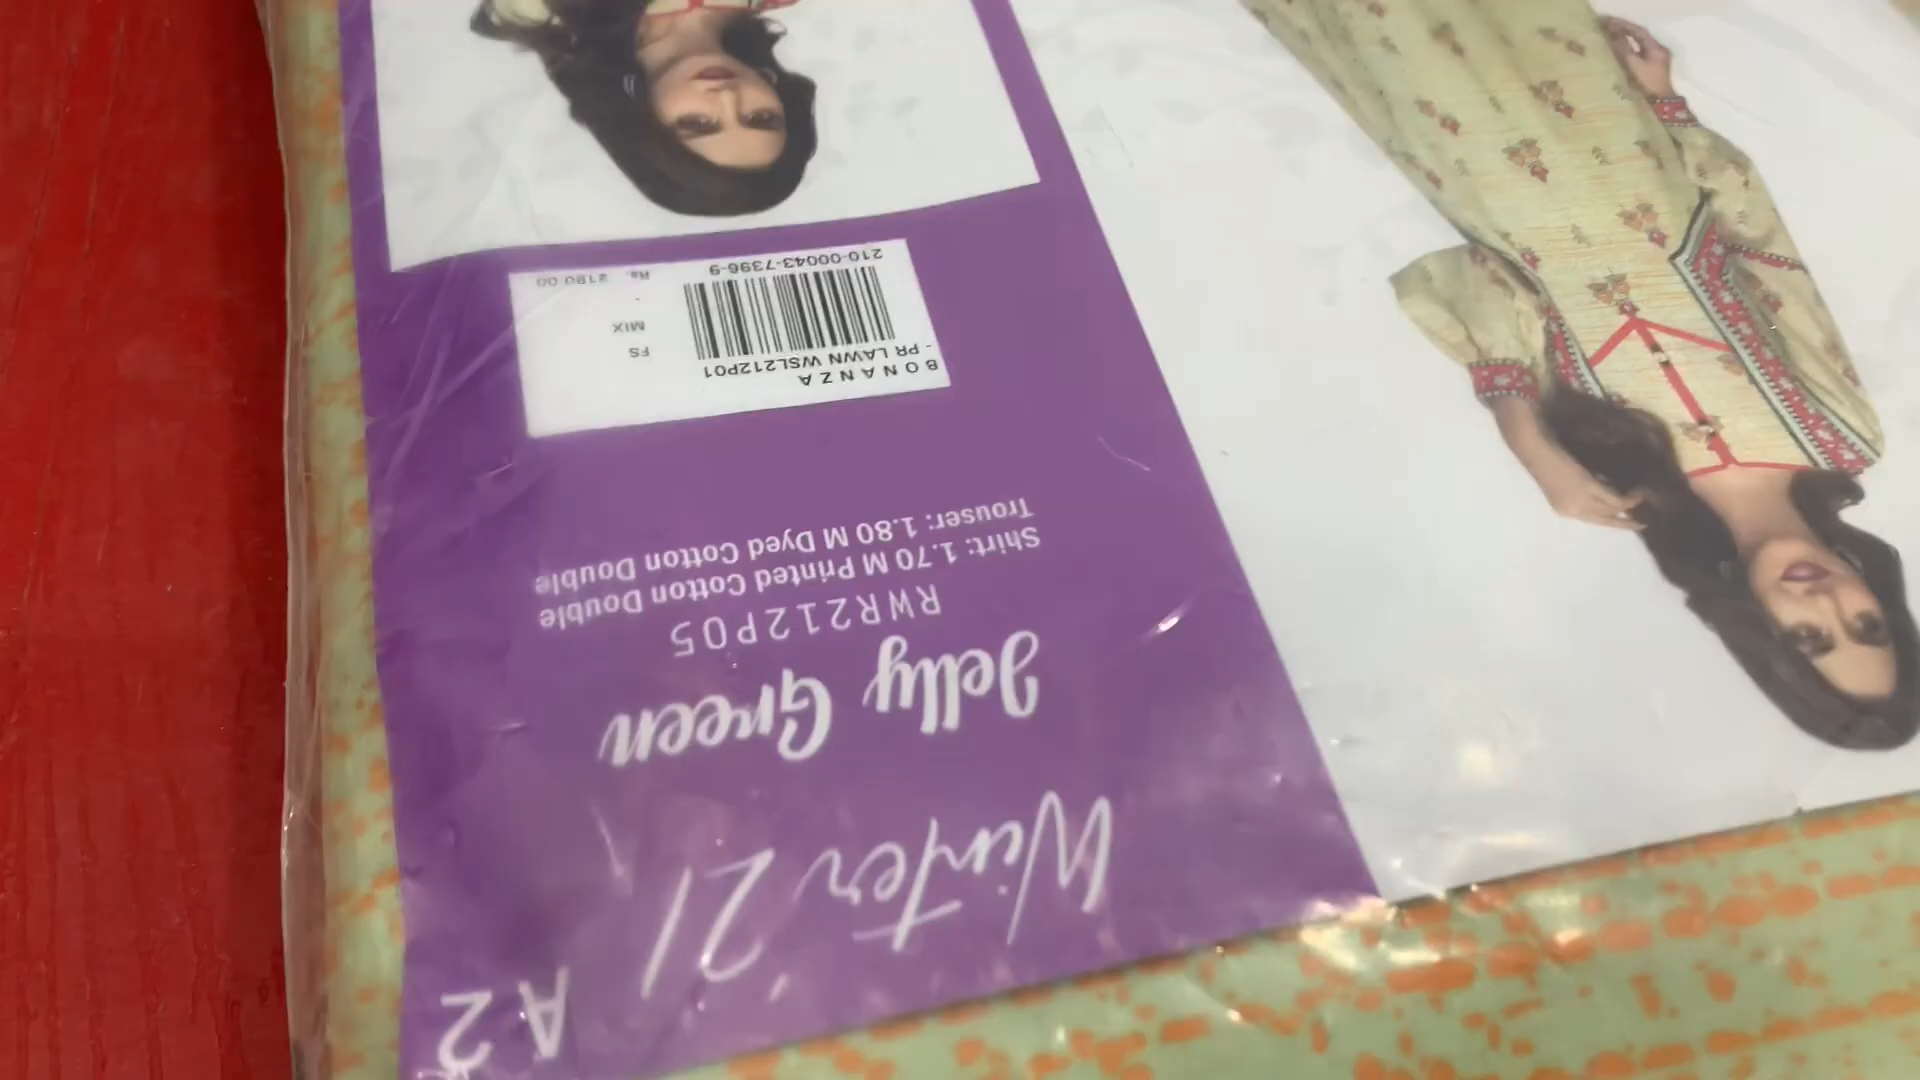 A2
Winter '21
Jelly Green
RWR212P05
Shirt: 1.70 M Printed Cotton Double
Trouser: 1.80 M Dyed Cotton Double
BONANZA
- PR LAWN WSL212P01
FS
MIX
210-00043-7396-9
Rs. 2180.00